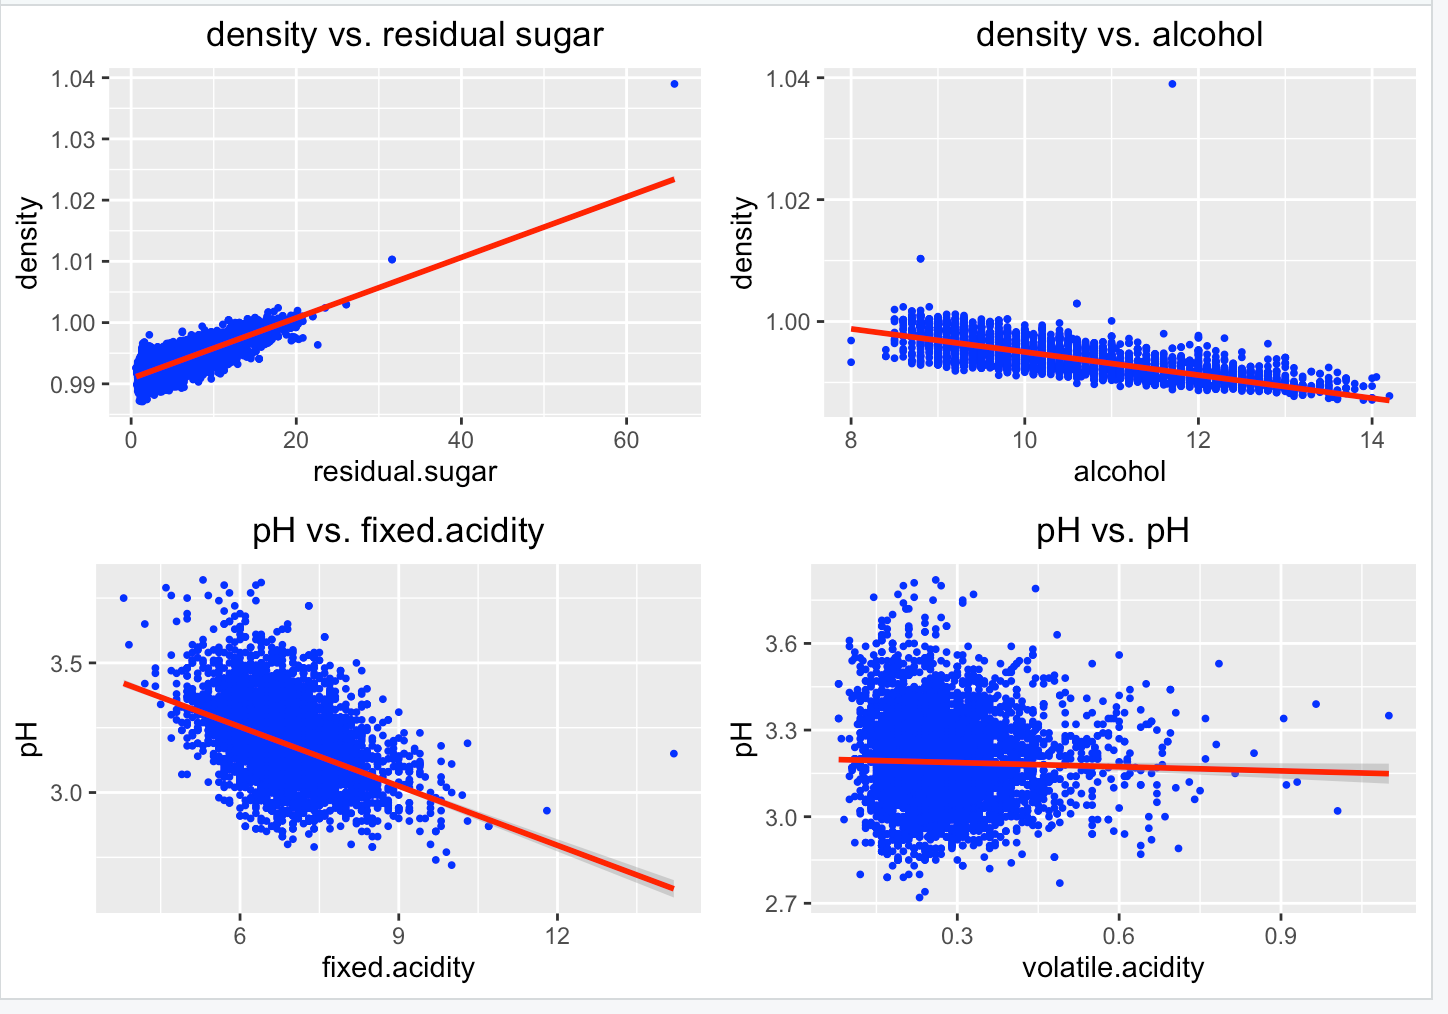 density vs. residual sugar
1.04
1.03
1.02
1.01
1.00
0.99
density
0
20
40
60
residual.sugar
density vs. alcohol
1.04
1.02
1.00
density
8
10
12
14
alcohol
pH vs. fixed.acidity
3.5
3.0
pH
6
9
12
fixed.acidity
pH vs. pH
3.6
3.3
3.0
2.7
pH
0.3
0.6
0.9
volatile.acidity